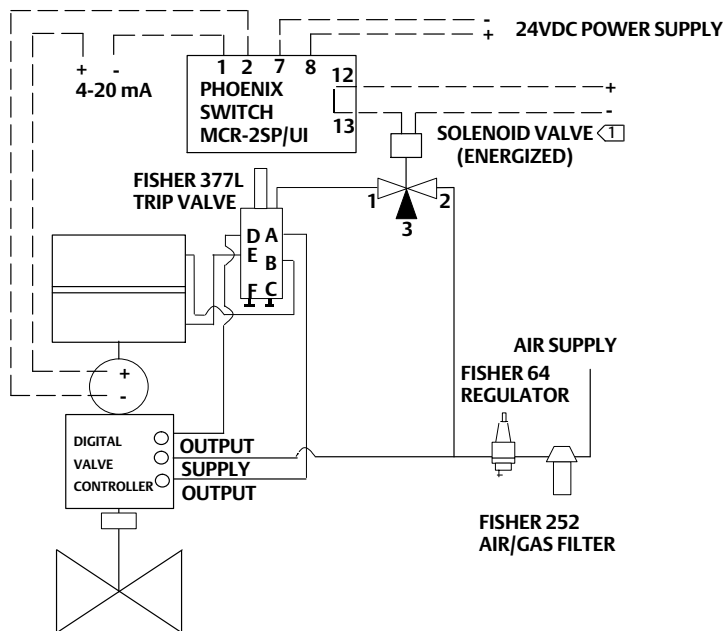 -
+
24VDC POWER SUPPLY
1 2 7 8
+ -
4-20 mA
PHOENIX
SWITCH
MCR-2SP/UI
12
13
+
-
SOLENOID VALVE 1
(ENERGIZED)
FISHER 377L
TRIP VALVE
1 2
3
D A
E
B
F C
AIR SUPPLY
FISHER 64
REGULATOR
+
-
DIGITAL
VALVE
CONTROLLER
OUTPUT
SUPPLY
OUTPUT
FISHER 252
AIR/GAS FILTER